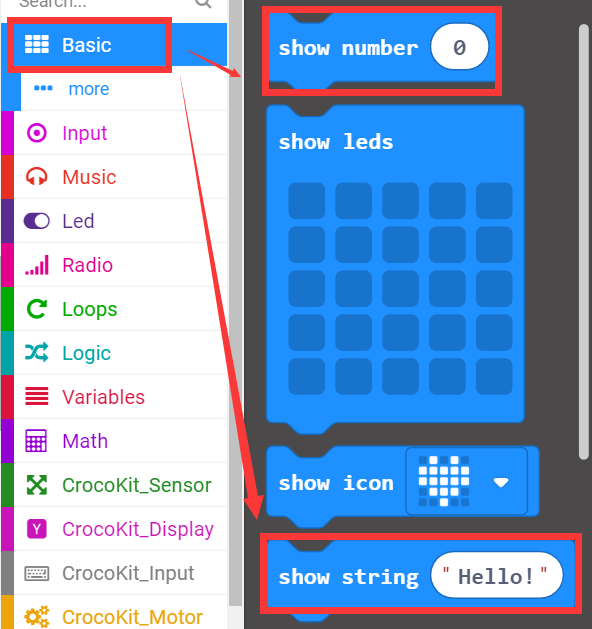 Search...
Basic
more
Input
Music
Led
Radio
Loops
Logic
Variables
Math
CrocoKit_Sensor
Y CrocoKit_Display
CrocoKit_Input
CrocoKit_Motor
show number 0
show leds
show icon
show string "Hello!"